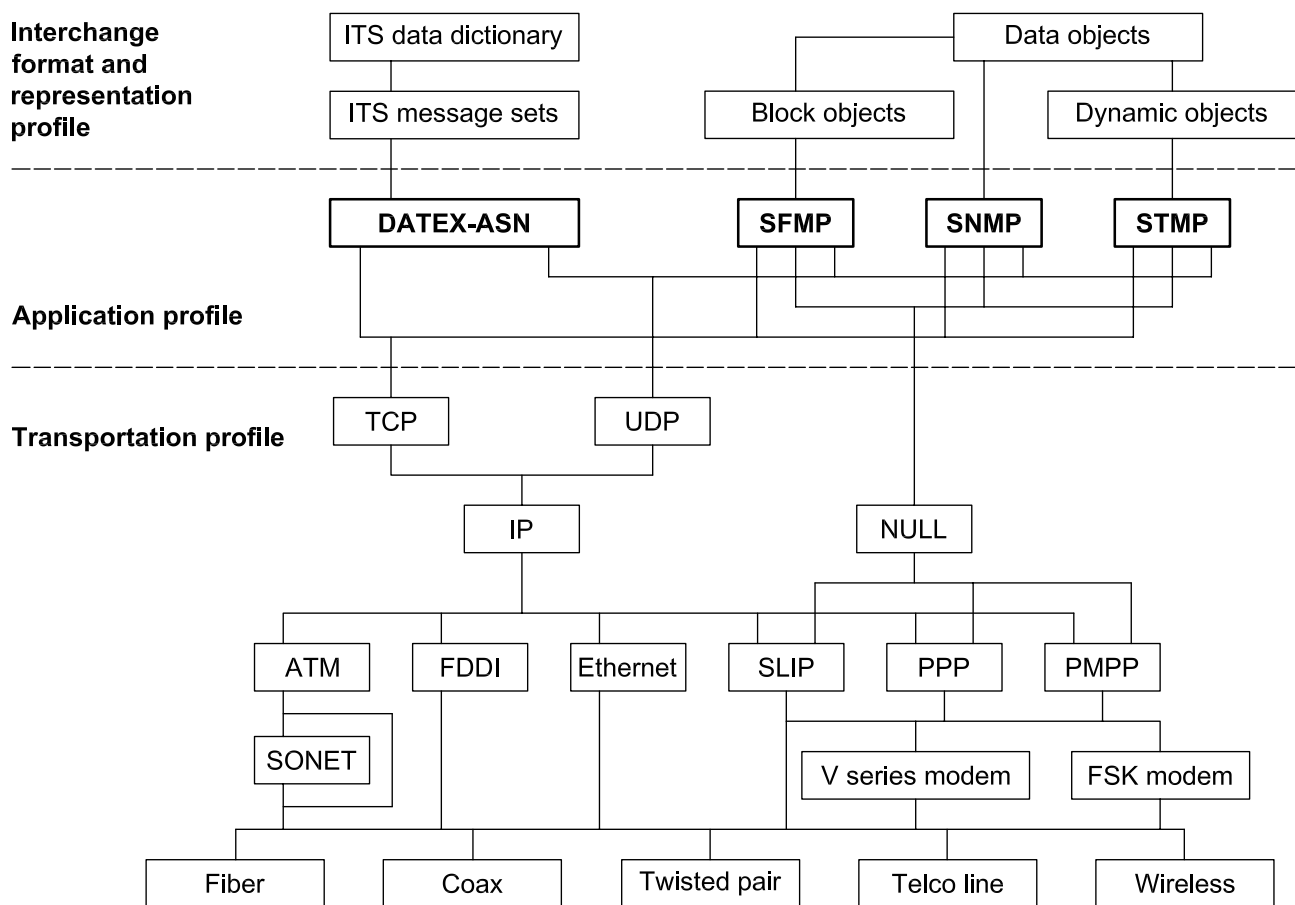 Interchange
format and
representation
profile
ITS data dictionary
Data objects
ITS message sets
Block objects
Dynamic objects
DATEX-ASN
SFMP
SNMP
STMP
Application profile
Transportation profile
TCP
UDP
IP
NULL
ATM
FDDI
Ethernet
SLIP
PPP
PMPP
SONET
V series modem
FSK modem
Fiber
Coax
Twisted pair
Telco line
Wireless